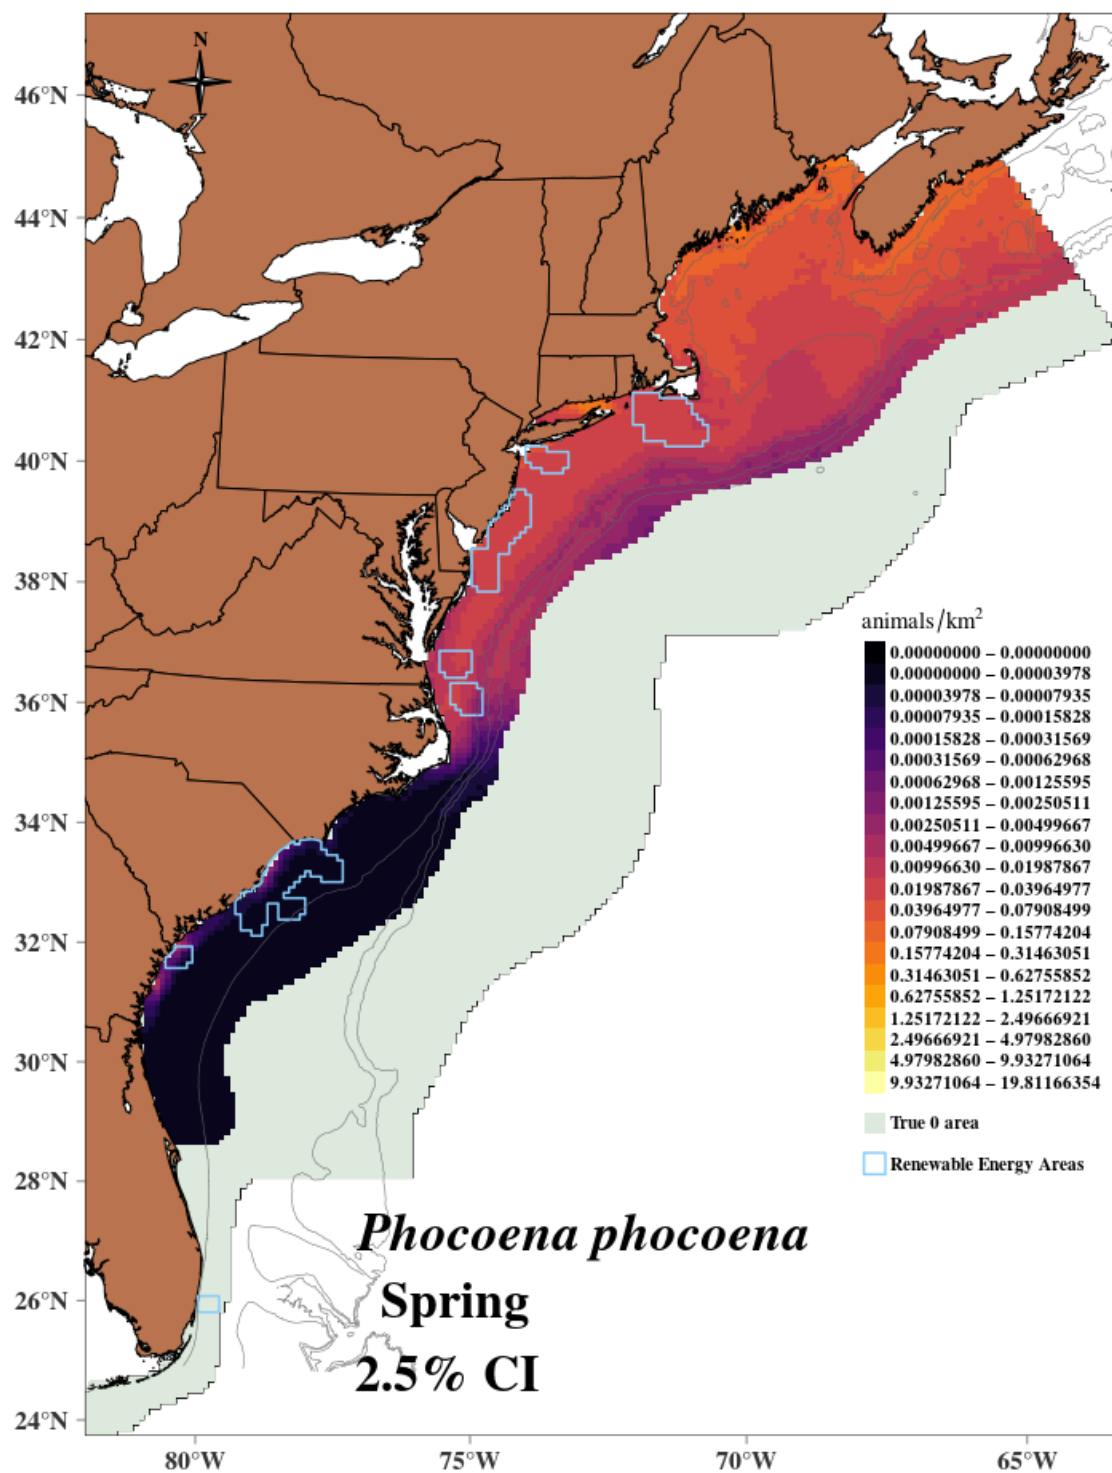 N
46°N
44°N
42°N
40°N
38°N
36°N
34°N
32°N
30°N
28°N
26°N
24°N
80°W
75°W
70°W
65°W
animals/km²
0.00000000 – 0.00000000
0.00000000 – 0.00003978
0.00003978 – 0.00007935
0.00007935 – 0.00015828
0.00015828 – 0.00031569
0.00031569 – 0.00062968
0.00062968 – 0.00125595
0.00125595 – 0.00250511
0.00250511 – 0.00499667
0.00499667 – 0.00996630
0.00996630 – 0.01987867
0.01987867 – 0.03964977
0.03964977 – 0.07908499
0.07908499 – 0.15774204
0.15774204 – 0.31463051
0.31463051 – 0.62755852
0.62755852 – 1.25172122
1.25172122 – 2.49666921
2.49666921 – 4.97982860
4.97982860 – 9.93271064
9.93271064 – 19.81166354
True 0 area
Renewable Energy Areas
Phocoena phocoena
Spring
2.5% CI